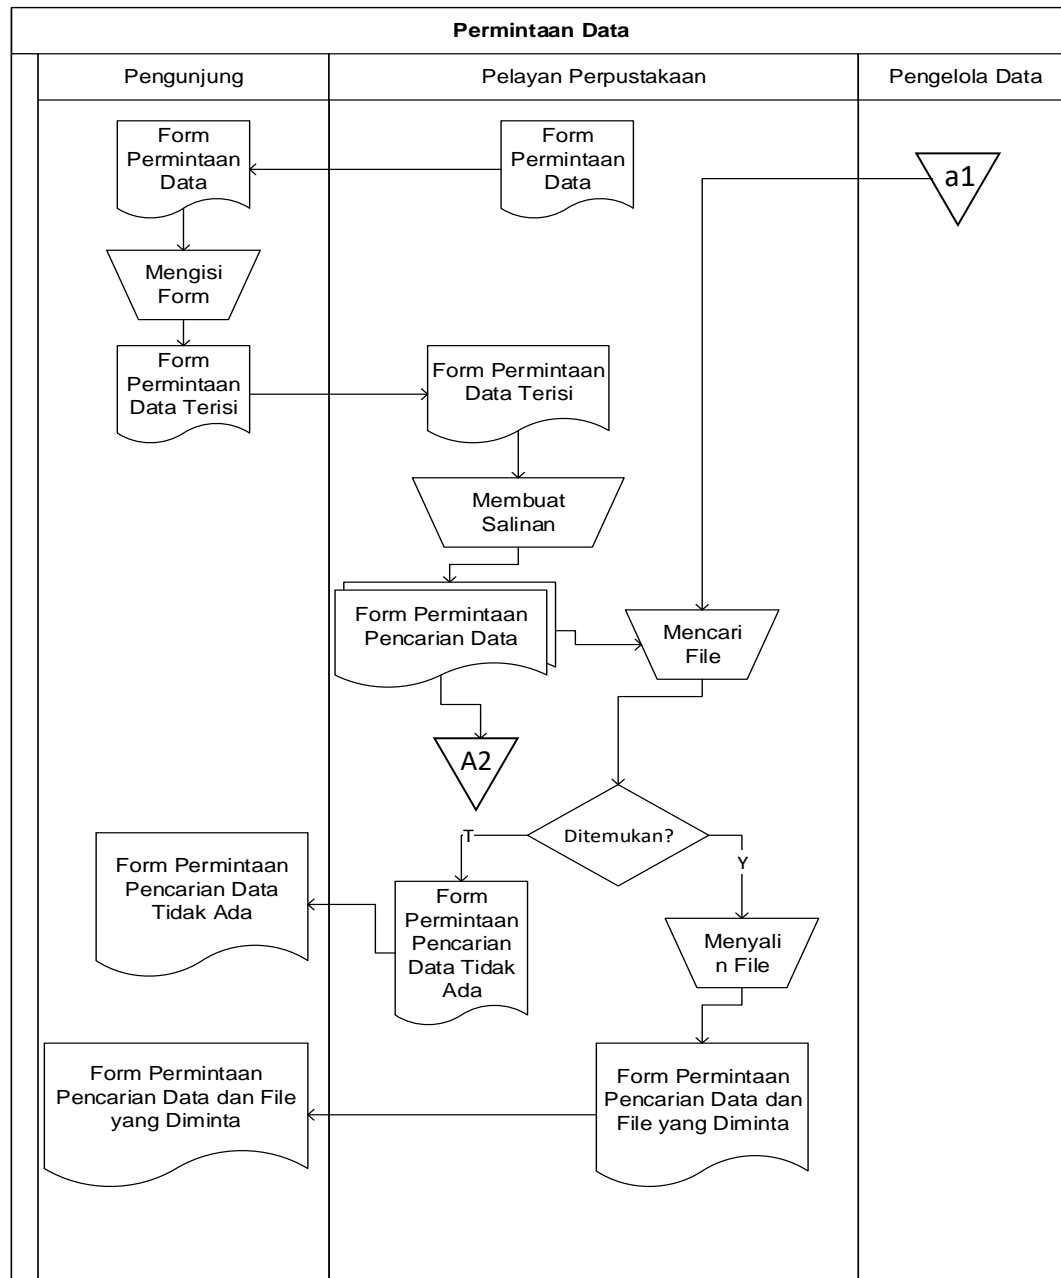 Permintaan Data
Pengunjung
Pelayan Perpustakaan
Pengelola Data
Form
Permintaan
Data
Form
Permintaan
Data
a1
Mengisi
Form
Form
Permintaan
Data Terisi
Form Permintaan
Data Terisi
Membuat
Salinan
Form Permintaan
Pencarian Data
Mencari
File
A2
Ditemukan?
T
Y
Form Permintaan
Pencarian Data
Tidak Ada
Form
Permintaan
Pencarian
Data Tidak
Ada
Menyali
n File
Form Permintaan
Pencarian Data dan File
yang Diminta
Form Permintaan
Pencarian Data dan
File yang Diminta